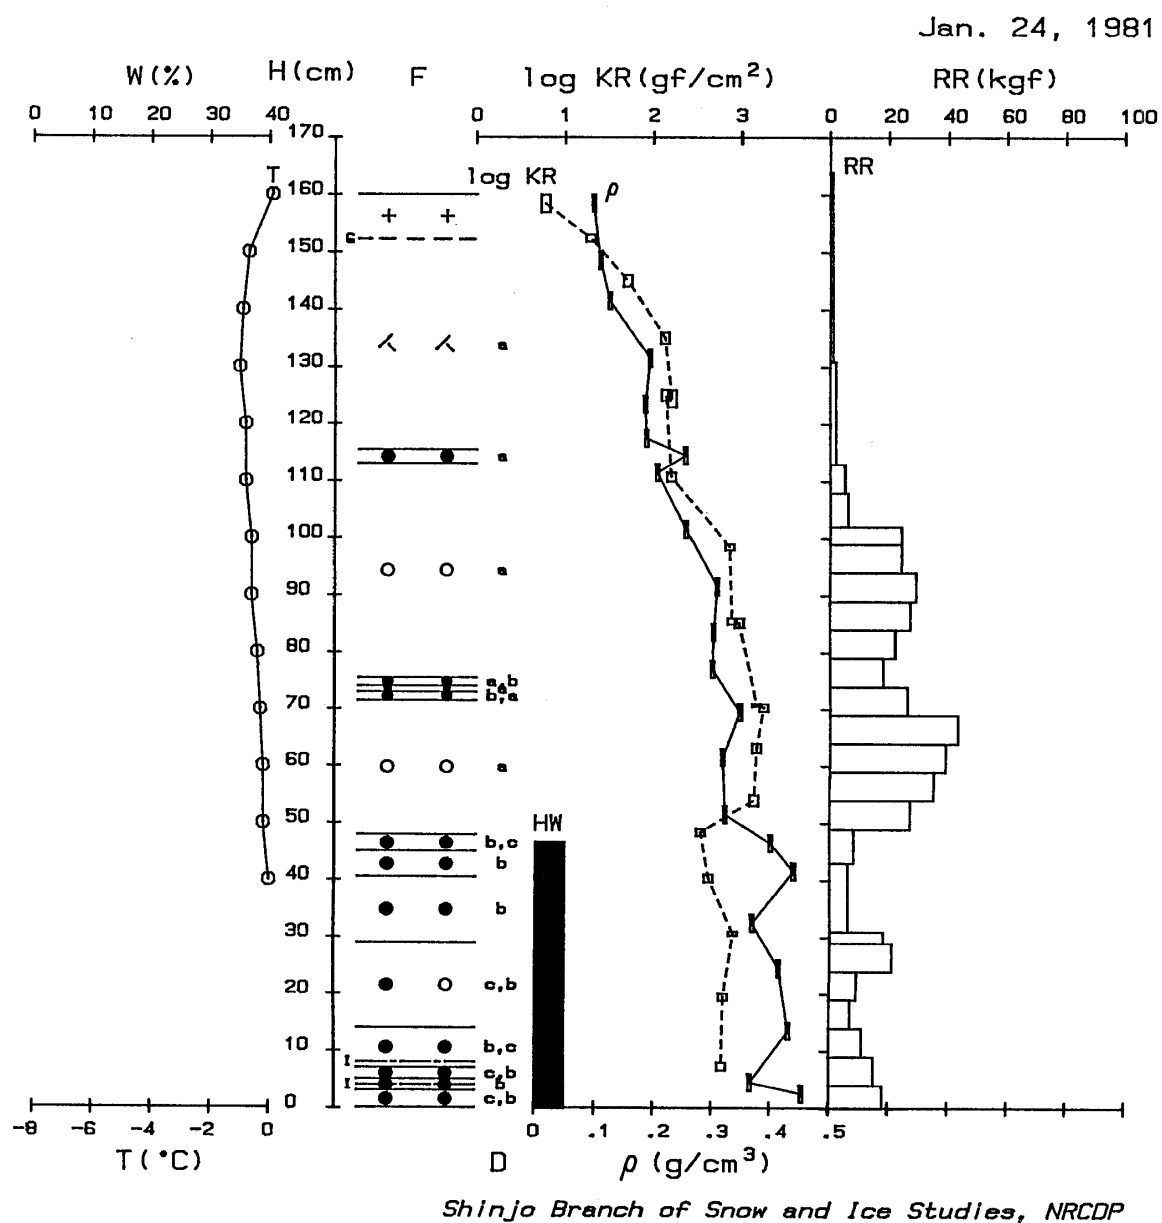 Jan. 24, 1981
W(%) H(cm) F log KR(gf/cm²) RR(kgf)
0 10 20 30 40 0 1 2 3 0 20 40 60 80 100
170
T log KR ρ RR
160
150
140
130 a
120
a
110
100
a
90
80
a,b
a
b,a
70
60 a
50 HW
b,c
b
40
b
30
20 c,b
10 b,c
I c,b
I b
0 c,b
-8 -6 -4 -2 0 0 .1 .2 .3 .4 .5
T(°C) D ρ (g/cm³)
Shinjo Branch of Snow and Ice Studies, NRCDP